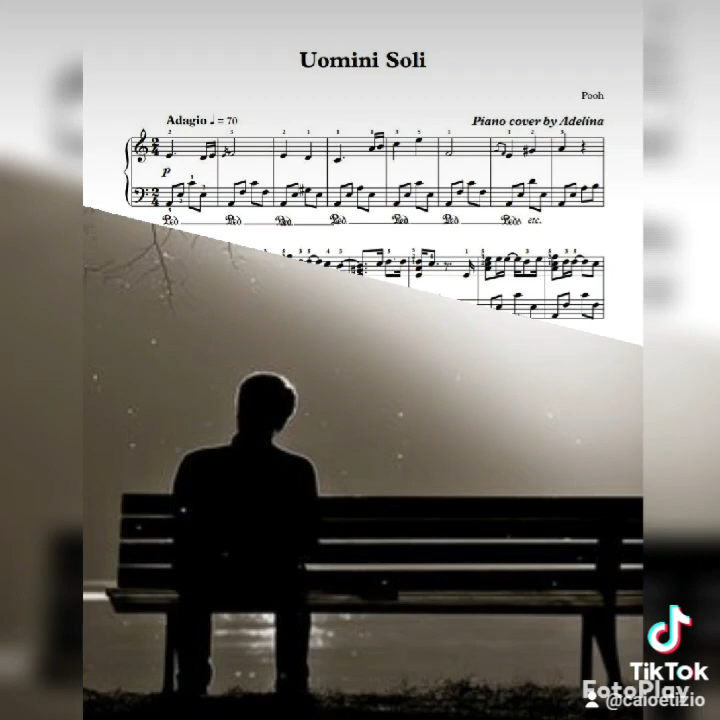 Uomini Soli
Pooh
Adagio ♩ = 70
Piano cover by Adelina
p
etc.
TikTok
FotoPlay
@caloetizio